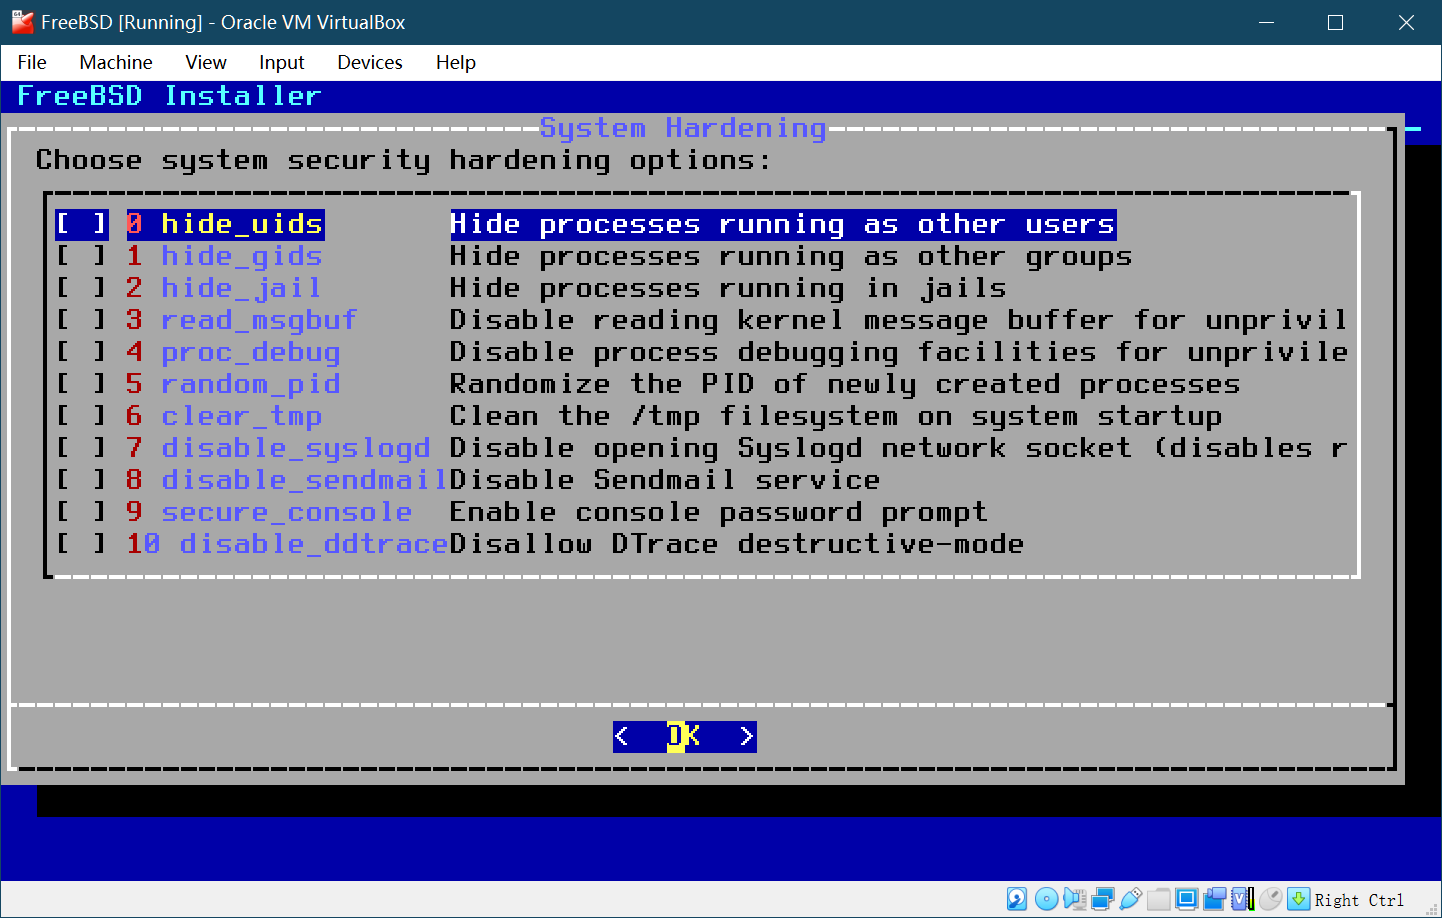 FreeBSD [Running] - Oracle VM VirtualBox
File Machine View Input Devices Help
FreeBSD Installer
System Hardening
Choose system security hardening options:
[ ] 0 hide_uids Hide processes running as other users
[ ] 1 hide_gids Hide processes running as other groups
[ ] 2 hide_jail Hide processes running in jails
[ ] 3 read_msgbuf Disable reading kernel message buffer for unprivil
[ ] 4 proc_debug Disable process debugging facilities for unprivile
[ ] 5 random_pid Randomize the PID of newly created processes
[ ] 6 clear_tmp Clean the /tmp filesystem on system startup
[ ] 7 disable_syslogd Disable opening Syslogd network socket (disables r
[ ] 8 disable_sendmail Disable Sendmail service
[ ] 9 secure_console Enable console password prompt
[ ] 10 disable_ddtrace Disallow DTrace destructive-mode
< OK >
Right Ctrl